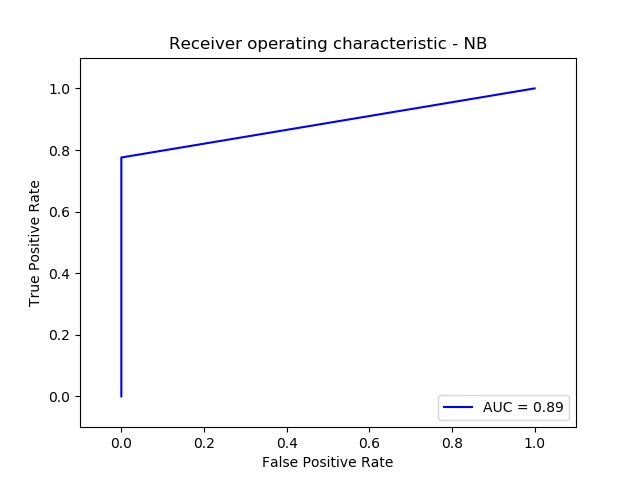 Receiver operating characteristic - NB
True Positive Rate
1.0
0.8
0.6
0.4
0.2
0.0
AUC = 0.89
0.0 0.2 0.4 0.6 0.8 1.0
False Positive Rate